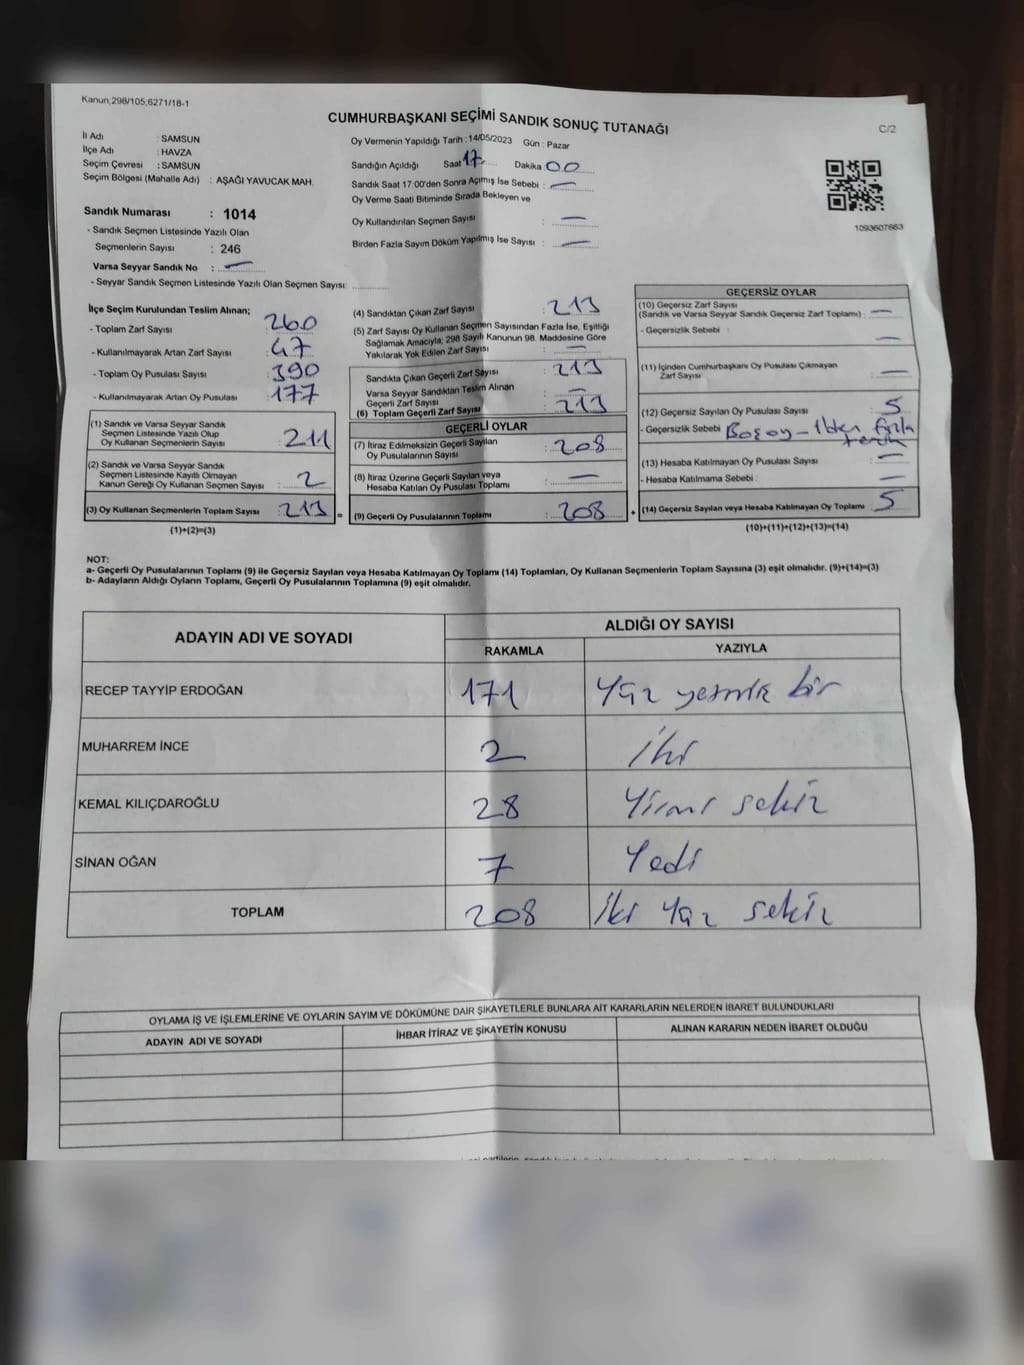 Kanun,298/105,6271/18-1
CUMHURBAŞKANI SEÇİMİ SANDIK SONUÇ TUTANAĞI
C/2
İl Adı : SAMSUN
İlçe Adı : HAVZA
Seçim Çevresi : SAMSUN
Seçim Bölgesi (Mahalle Adı) : AŞAĞI YAVUCAK MAH.
Sandık Numarası : 1014
- Sandık Seçmen Listesinde Yazılı Olan
Seçmenlerin Sayısı : 246
Varsa Seyyar Sandık No : —
- Seyyar Sandık Seçmen Listesinde Yazılı Olan Seçmen Sayısı:
Oy Vermenin Yapıldığı Tarih : 14/05/2023 Gün : Pazar
Sandığın Açıldığı Saat 17 Dakika 00
Sandık Saat 17:00'den Sonra Açılmış İse Sebebi : —
Oy Verme Saati Bitiminde Sırada Bekleyen ve
Oy Kullandırılan Seçmen Sayısı : —
Birden Fazla Sayım Döküm Yapılmış İse Sayısı : —
1093607663
İlçe Seçim Kurulundan Teslim Alınan;
- Toplam Zarf Sayısı : 260
- Kullanılmayarak Artan Zarf Sayısı : 47
- Toplam Oy Pusulası Sayısı : 390
- Kullanılmayarak Artan Oy Pusulası : 177
(1) Sandık ve Varsa Seyyar Sandık
Seçmen Listesinde Yazılı Olup
Oy Kullanan Seçmenlerin Sayısı : 211
(2) Sandık ve Varsa Seyyar Sandık
Seçmen Listesinde Kayıtlı Olmayan
Kanun Gereği Oy Kullanan Seçmen Sayısı : 2
(3) Oy Kullanan Seçmenlerin Toplam Sayısı : 213
(1)+(2)=(3)
(4) Sandıktan Çıkan Zarf Sayısı : 213
(5) Zarf Sayısı Oy Kullanan Seçmen Sayısından Fazla İse, Eşitliği
Sağlamak Amacıyla; 298 Sayılı Kanunun 98. Maddesine Göre
Yakılarak Yok Edilen Zarf Sayısı : —
Sandıkta Çıkan Geçerli Zarf Sayısı : 213
Varsa Seyyar Sandıktan Teslim Alınan
Geçerli Zarf Sayısı : —
(6) Toplam Geçerli Zarf Sayısı : 213
GEÇERLİ OYLAR
(7) İtiraz Edilmeksizin Geçerli Sayılan
Oy Pusulalarının Sayısı : 208
(8) İtiraz Üzerine Geçerli Sayılan veya
Hesaba Katılan Oy Pusulası Toplamı : —
(9) Geçerli Oy Pusulalarının Toplamı : 208
GEÇERSİZ OYLAR
(10) Geçersiz Zarf Sayısı
(Sandık ve Varsa Seyyar Sandık Geçersiz Zarf Toplamı) : —
- Geçersizlik Sebebi : —
(11) İçinden Cumhurbaşkanı Oy Pusulası Çıkmayan
Zarf Sayısı : —
(12) Geçersiz Sayılan Oy Pusulası Sayısı : 5
- Geçersizlik Sebebi 1'den fazla
(13) Hesaba Katılmayan Oy Pusulası Sayısı : —
- Hesaba Katılmama Sebebi : —
(14) Geçersiz Sayılan veya Hesaba Katılmayan Oy Toplamı : 5
(10)+(11)+(12)+(13)=(14)
NOT:
a- Geçerli Oy Pusulalarının Toplamı (9) ile Geçersiz Sayılan veya Hesaba Katılmayan Oy Toplamı (14) Toplamları, Oy Kullanan Seçmenlerin Toplam Sayısına (3) eşit olmalıdır. (9)+(14)=(3)
b- Adayların Aldığı Oyların Toplamı, Geçerli Oy Pusulalarının Toplamına (9) eşit olmalıdır.
ADAYIN ADI VE SOYADI
ALDIĞI OY SAYISI
RAKAMLA YAZIYLA
RECEP TAYYİP ERDOĞAN 171 Yüz yetmiş bir
MUHARREM İNCE 2 iki
KEMAL KILIÇDAROĞLU 28 Yirmi sekiz
SİNAN OĞAN 7 Yedi
TOPLAM 208 iki Yüz sekiz
OYLAMA İŞ VE İŞLEMLERİNE VE OYLARIN SAYIM VE DÖKÜMÜNE DAİR ŞİKAYETLERLE BUNLARA AİT KARARLARIN NELERDEN İBARET BULUNDUKLARI
ADAYIN ADI VE SOYADI İHBAR İTİRAZ VE ŞİKAYETİN KONUSU ALINAN KARARIN NEDEN İBARET OLDUĞU